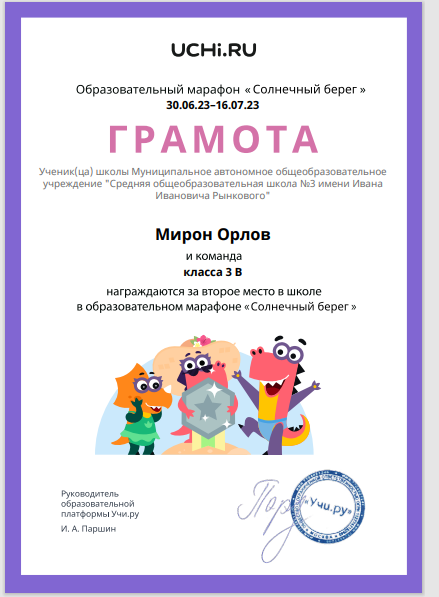 UCHi.RU
Образовательный марафон «Солнечный берег»
30.06.23–16.07.23
ГРАМОТА
Ученик(ца) школы Муниципальное автономное общеобразовательное
учреждение "Средняя общеобразовательная школа №3 имени Ивана
Ивановича Рынкового"
Мирон Орлов
и команда
класса 3 В
награждаются за второе место в школе
в образовательном марафоне «Солнечный берег»
Руководитель
образовательной
платформы Учи.ру
И. А. Паршин
«Учи.ру»
МОСКВА